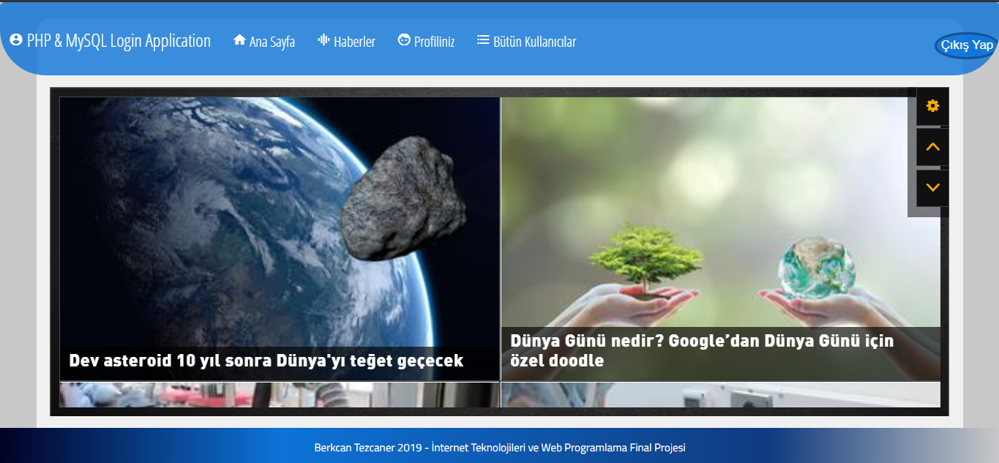 PHP & MySQL Login Application
Ana Sayfa
Haberler
Profiliniz
Bütün Kullanıcılar
Çıkış Yap
Dev asteroid 10 yıl sonra Dünya'yı teğet geçecek
Dünya Günü nedir? Google’dan Dünya Günü için
özel doodle
Berkcan Tezcaner 2019 - İnternet Teknolojileri ve Web Programlama Final Projesi